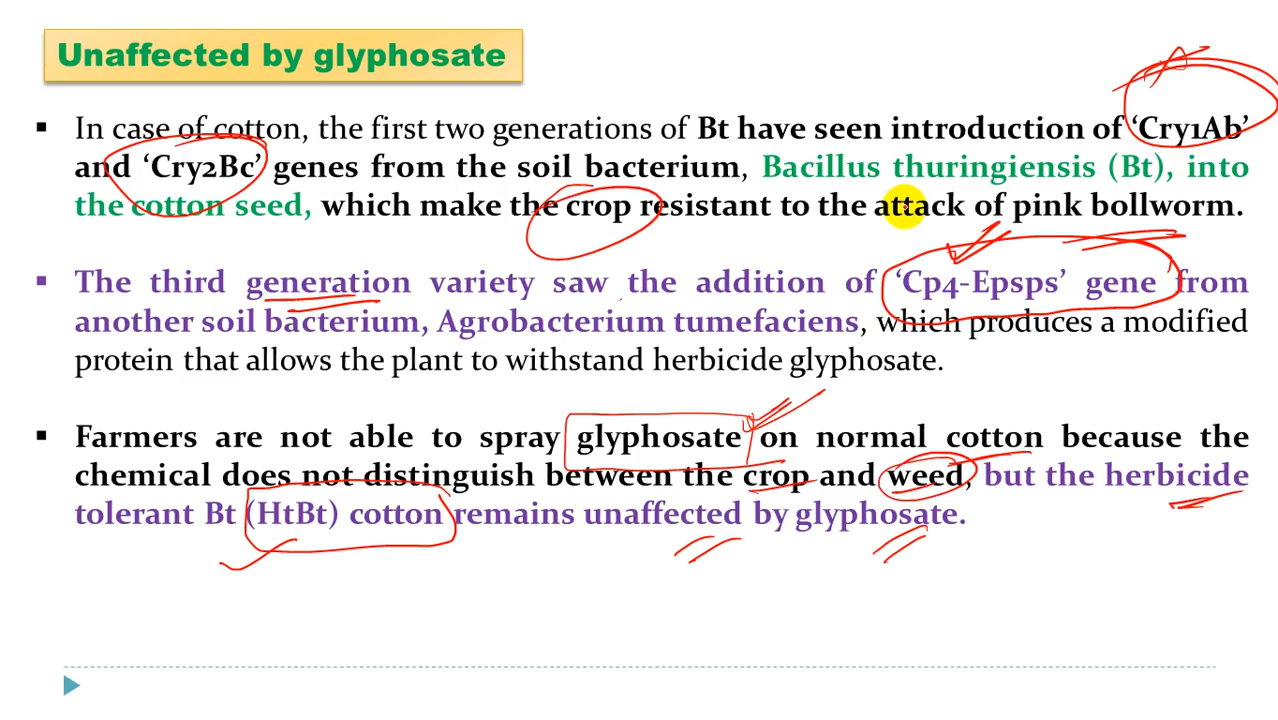 Unaffected by glyphosate
▪ In case of cotton, the first two generations of Bt have seen introduction of ‘Cry1Ab’
and ‘Cry2Bc’ genes from the soil bacterium, Bacillus thuringiensis (Bt), into
the cotton seed, which make the crop resistant to the attack of pink bollworm.
▪ The third generation variety saw the addition of ‘Cp4-Epsps’ gene from
another soil bacterium, Agrobacterium tumefaciens, which produces a modified
protein that allows the plant to withstand herbicide glyphosate.
▪ Farmers are not able to spray glyphosate on normal cotton because the
chemical does not distinguish between the crop and weed, but the herbicide
tolerant Bt (HtBt) cotton remains unaffected by glyphosate.